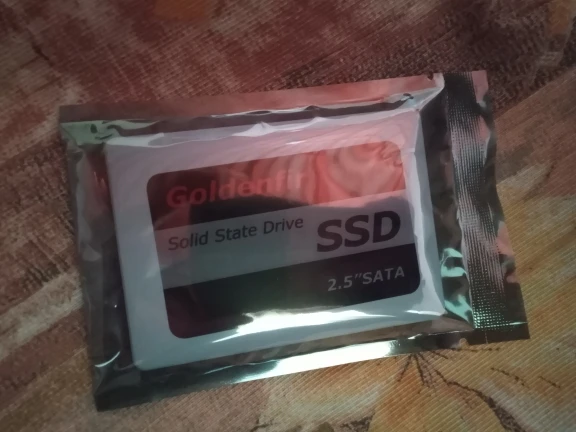 Goldenfir
Solid State Drive
SSD
2.5"SATA